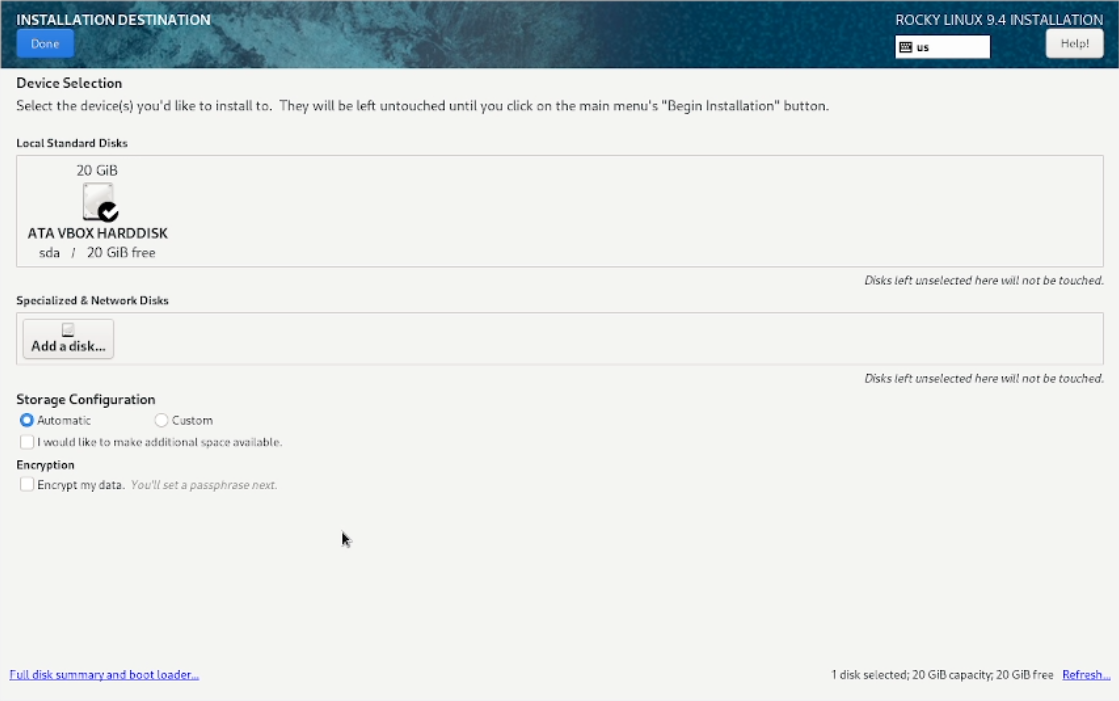 INSTALLATION DESTINATION
ROCKY LINUX 9.4 INSTALLATION
Done
us
Help!
Device Selection
Select the device(s) you'd like to install to.  They will be left untouched until you click on the main menu's "Begin Installation" button.
Local Standard Disks
20 GiB
ATA VBOX HARDDISK
sda / 20 GiB free
Disks left unselected here will not be touched.
Specialized & Network Disks
Add a disk...
Disks left unselected here will not be touched.
Storage Configuration
Automatic Custom
I would like to make additional space available.
Encryption
Encrypt my data. You'll set a passphrase next.
Full disk summary and boot loader...
1 disk selected; 20 GiB capacity; 20 GiB free Refresh...